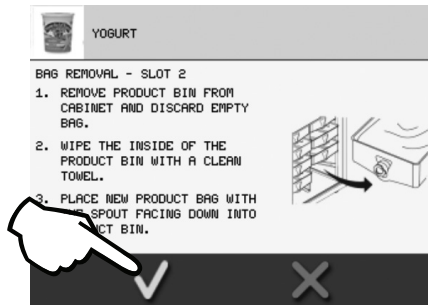 YOGURT
BAG REMOVAL - SLOT 2
1. REMOVE PRODUCT BIN FROM
CABINET AND DISCARD EMPTY
BAG.
2. WIPE THE INSIDE OF THE
PRODUCT BIN WITH A CLEAN
TOWEL.
3. PLACE NEW PRODUCT BAG WITH
SPOUT FACING DOWN INTO
BIN.